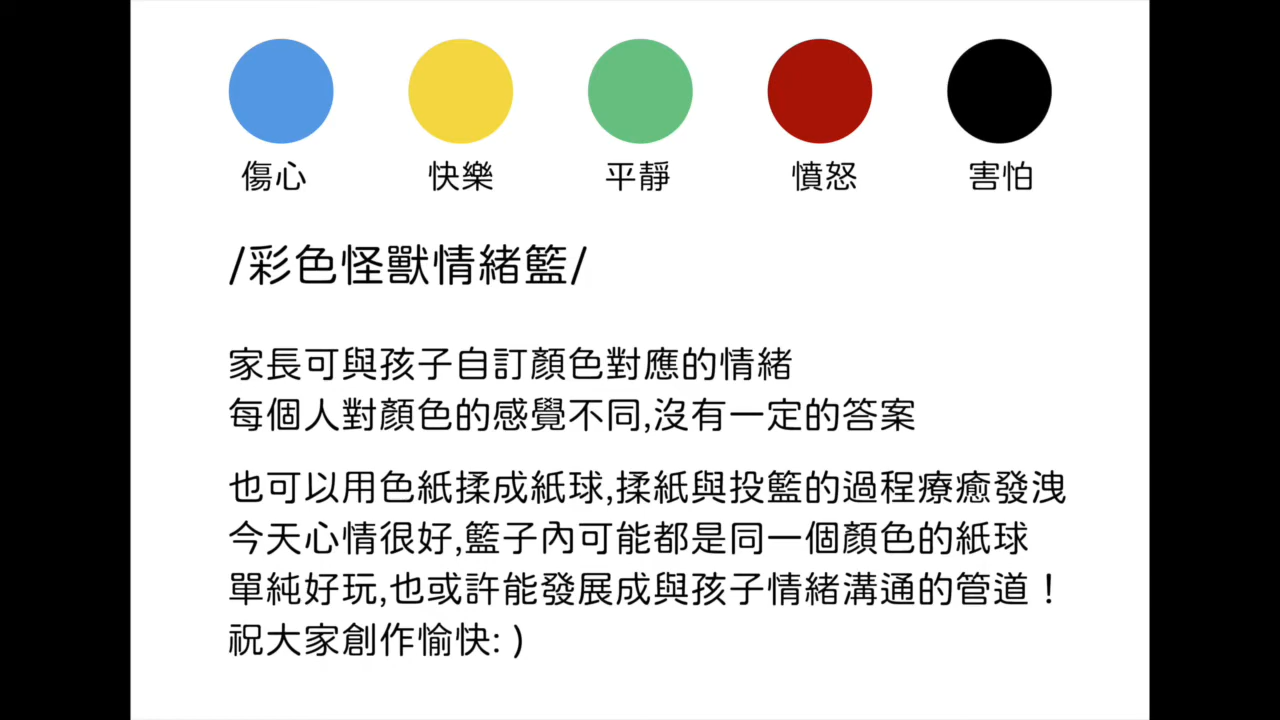 傷心 快樂 平靜 憤怒 害怕
/彩色怪獸情緒籃/
家長可與孩子自訂顏色對應的情緒
每個人對顏色的感覺不同,沒有一定的答案
也可以用色紙揉成紙球,揉紙與投籃的過程療癒發洩
今天心情很好,籃子內可能都是同一個顏色的紙球
單純好玩,也或許能發展成與孩子情緒溝通的管道！
祝大家創作愉快: )